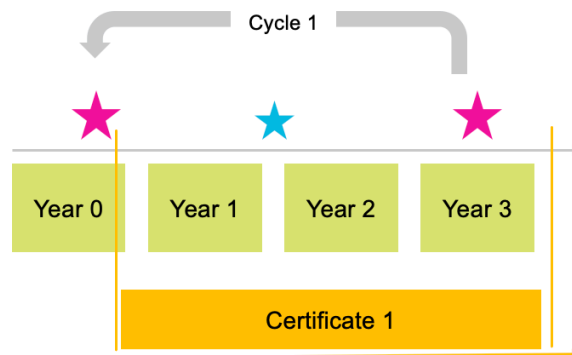 Cycle 1
Year 0
Year 1
Year 2
Year 3
Certificate 1